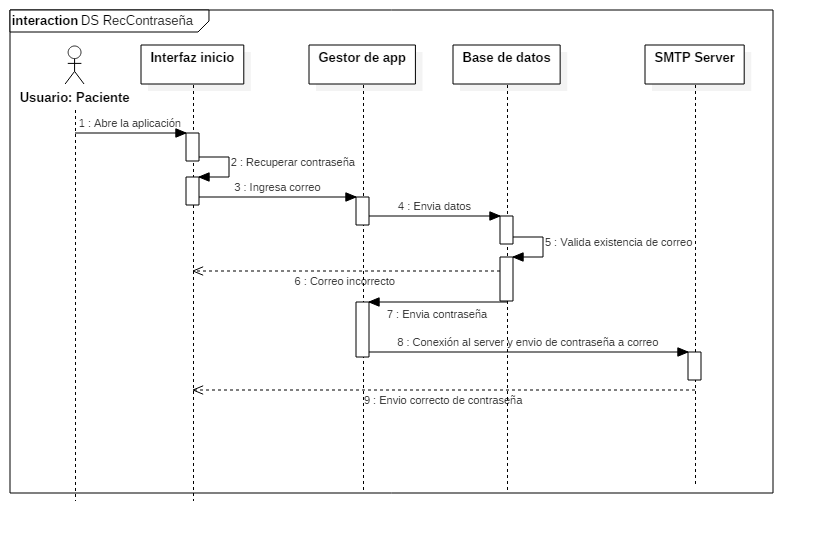 interaction DS RecContraseña
Interfaz inicio
Gestor de app
Base de datos
SMTP Server
Usuario: Paciente
1 : Abre la aplicación
2 : Recuperar contraseña
3 : Ingresa correo
4 : Envia datos
5 : Valida existencia de correo
6 : Correo incorrecto
7 : Envia contraseña
8 : Conexión al server y envio de contraseña a correo
9 : Envio correcto de contraseña